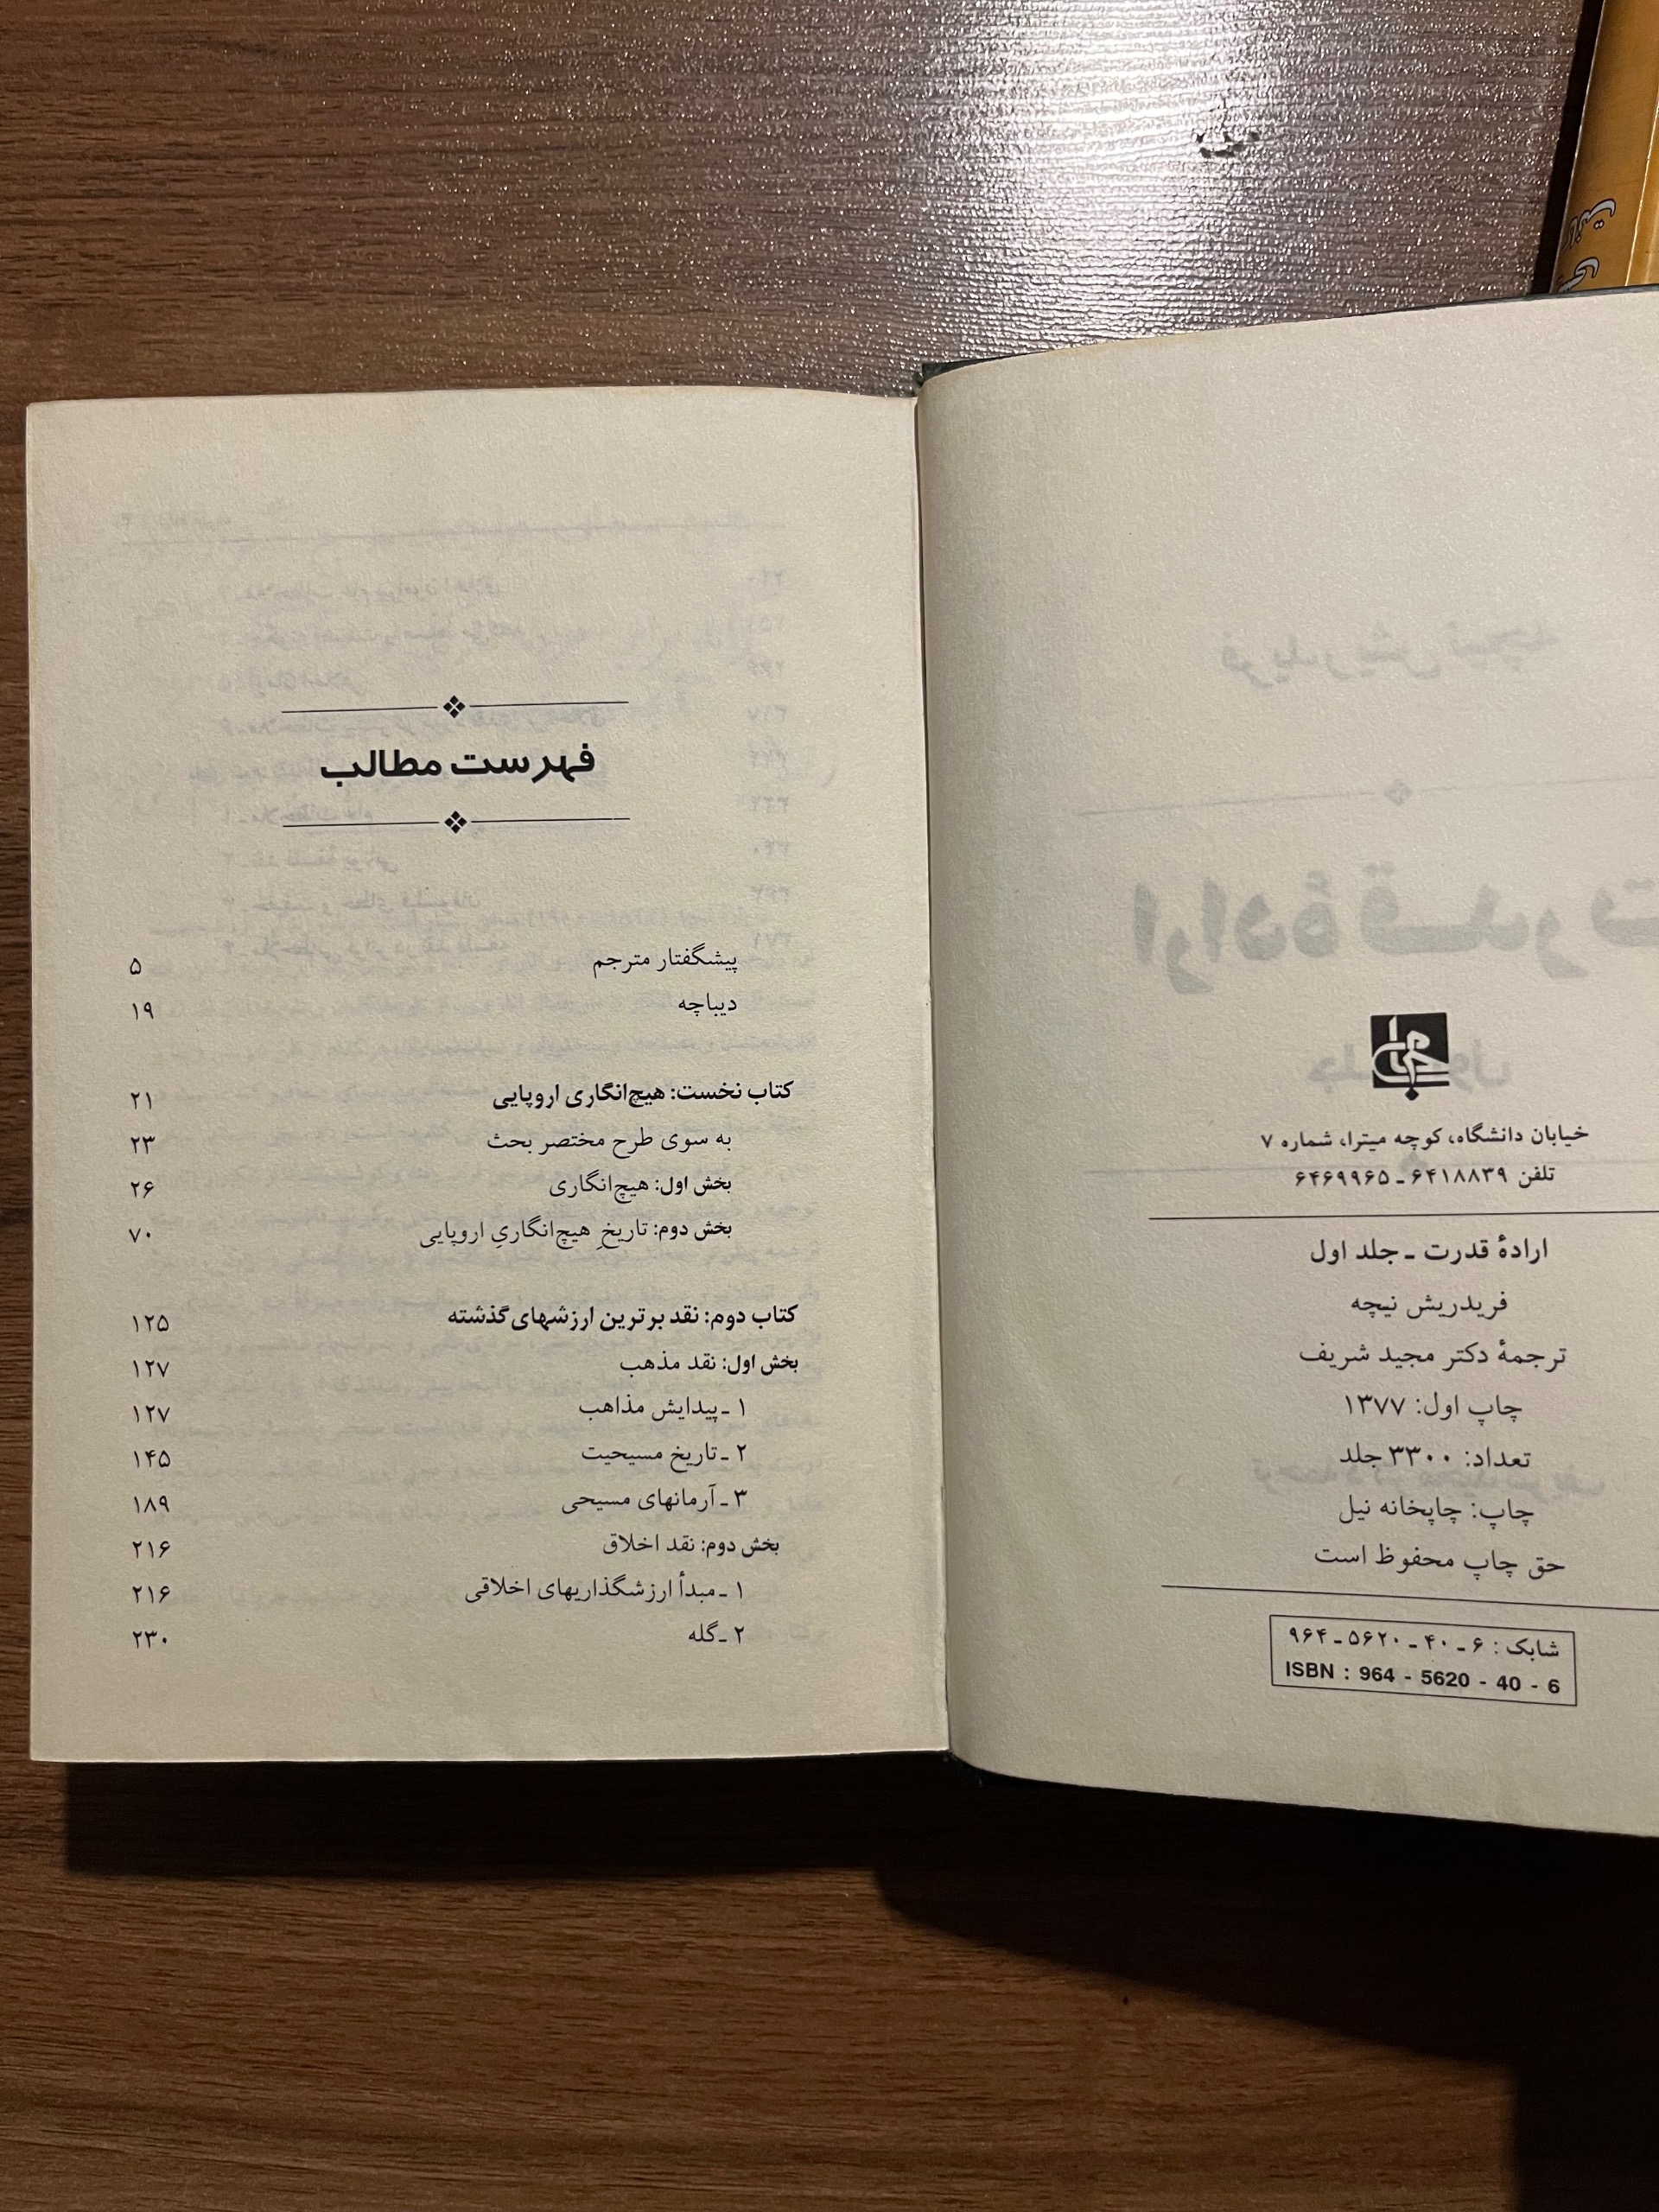 خیابان دانشگاه، کوچه میترا، شماره ۷
تلفن ۶۴۱۸۸۳۹ ـ ۶۴۶۹۹۶۵
ارادهٔ قدرت ـ جلد اول
فریدریش نیچه
ترجمهٔ دکتر مجید شریف
چاپ اول: ۱۳۷۷
تعداد: ۳۳۰۰ جلد
چاپ: چاپخانه نیل
حق چاپ محفوظ است
شابک : ۶ ـ ۴۰ ـ ۵۶۲۰ ـ ۹۶۴
ISBN : 964 - 5620 - 40 - 6
فهرست مطالب
پیشگفتار مترجم ۵
دیباچه ۱۹
کتاب نخست: هیچ‌انگاری اروپایی ۲۱
به سوی طرح مختصر بحث ۲۳
بخش اول: هیچ‌انگاری ۲۶
بخش دوم: تاریخِ هیچ‌انگاریِ اروپایی ۷۰
کتاب دوم: نقد برترین ارزشهای گذشته ۱۲۵
بخش اول: نقد مذهب ۱۲۷
۱ ـ پیدایش مذاهب ۱۲۷
۲ ـ تاریخ مسیحیت ۱۴۵
۳ ـ آرمانهای مسیحی ۱۸۹
بخش دوم: نقد اخلاق ۲۱۶
۱ ـ مبدأ ارزشگذاریهای اخلاقی ۲۱۶
۲ ـ گله ۲۳۰